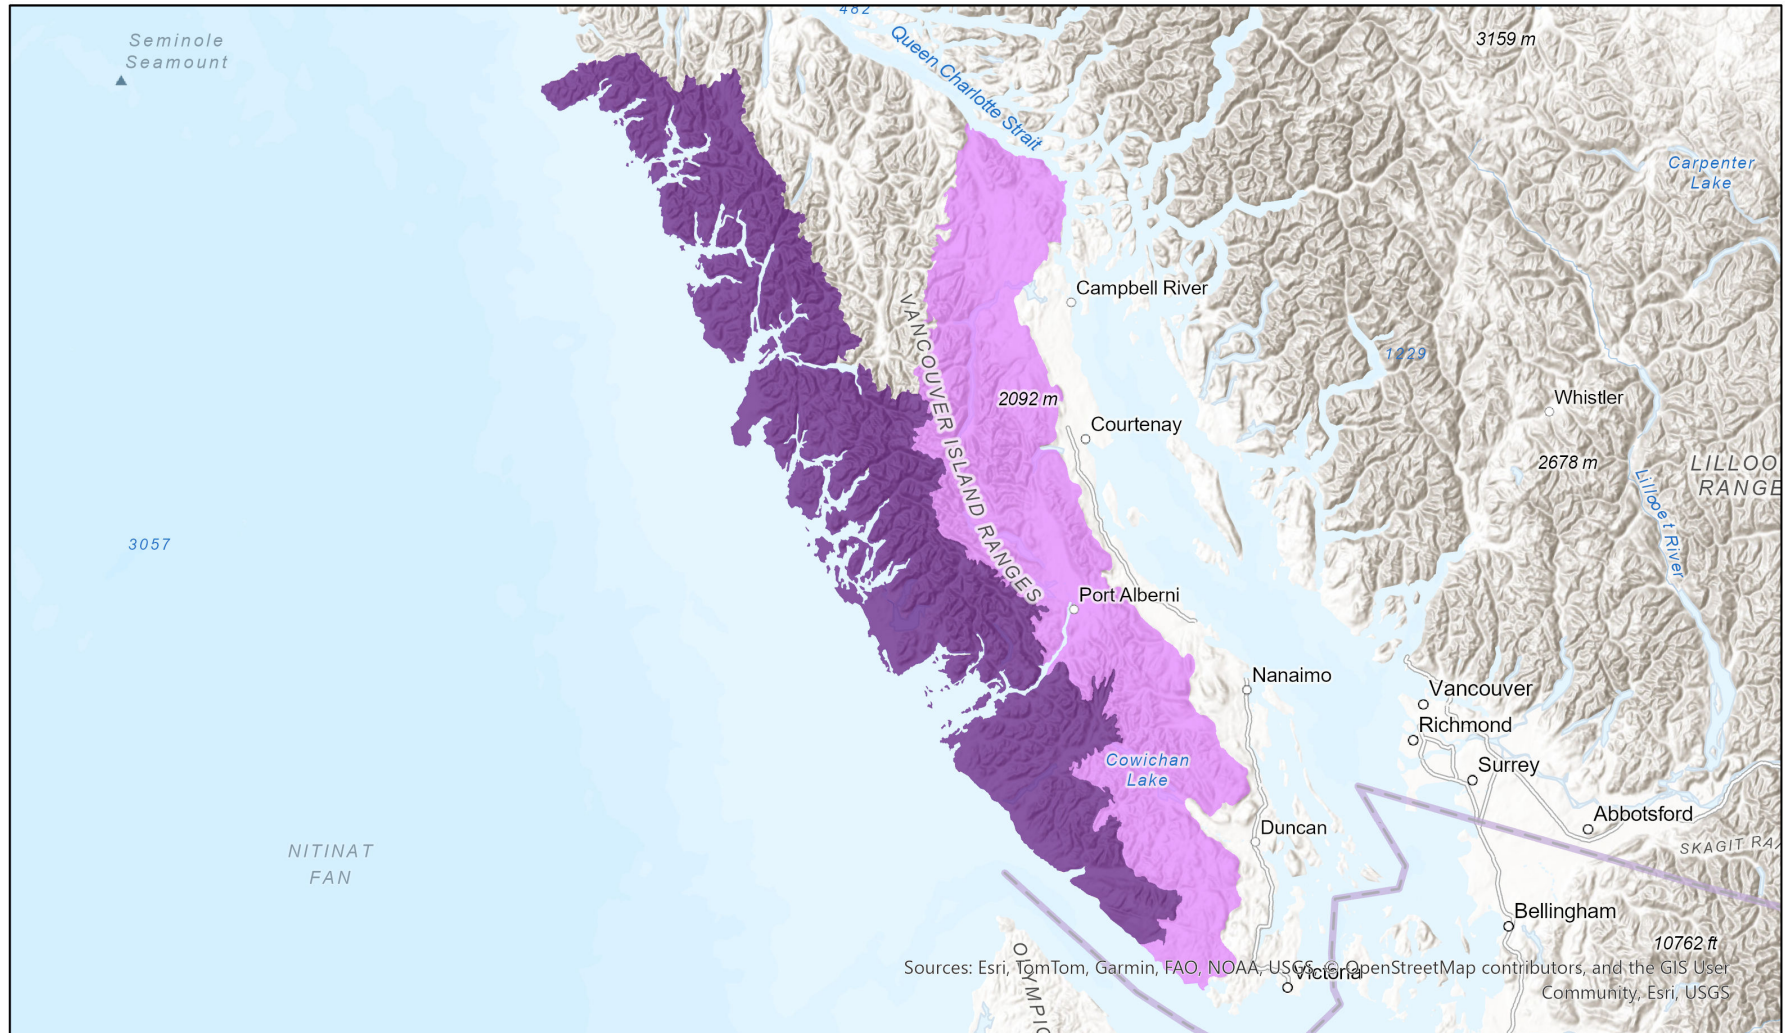 482
Seminole
Seamount
Queen Charlotte Strait
3159 m
Carpenter
Lake
Campbell River
VANCOUVER ISLAND RANGES
1229
2092 m
Whistler
Courtenay
2678 m
LILLOO
RANGE
Lillooet River
3057
Port Alberni
Nanaimo
Vancouver
Richmond
Cowichan
Lake
Surrey
Abbotsford
Duncan
SKAGIT RA
NITINAT
FAN
Bellingham
10762 ft
OLYMPIC
Victoria
Sources: Esri, TomTom, Garmin, FAO, NOAA, USGS, © OpenStreetMap contributors, and the GIS User
Community, Esri, USGS